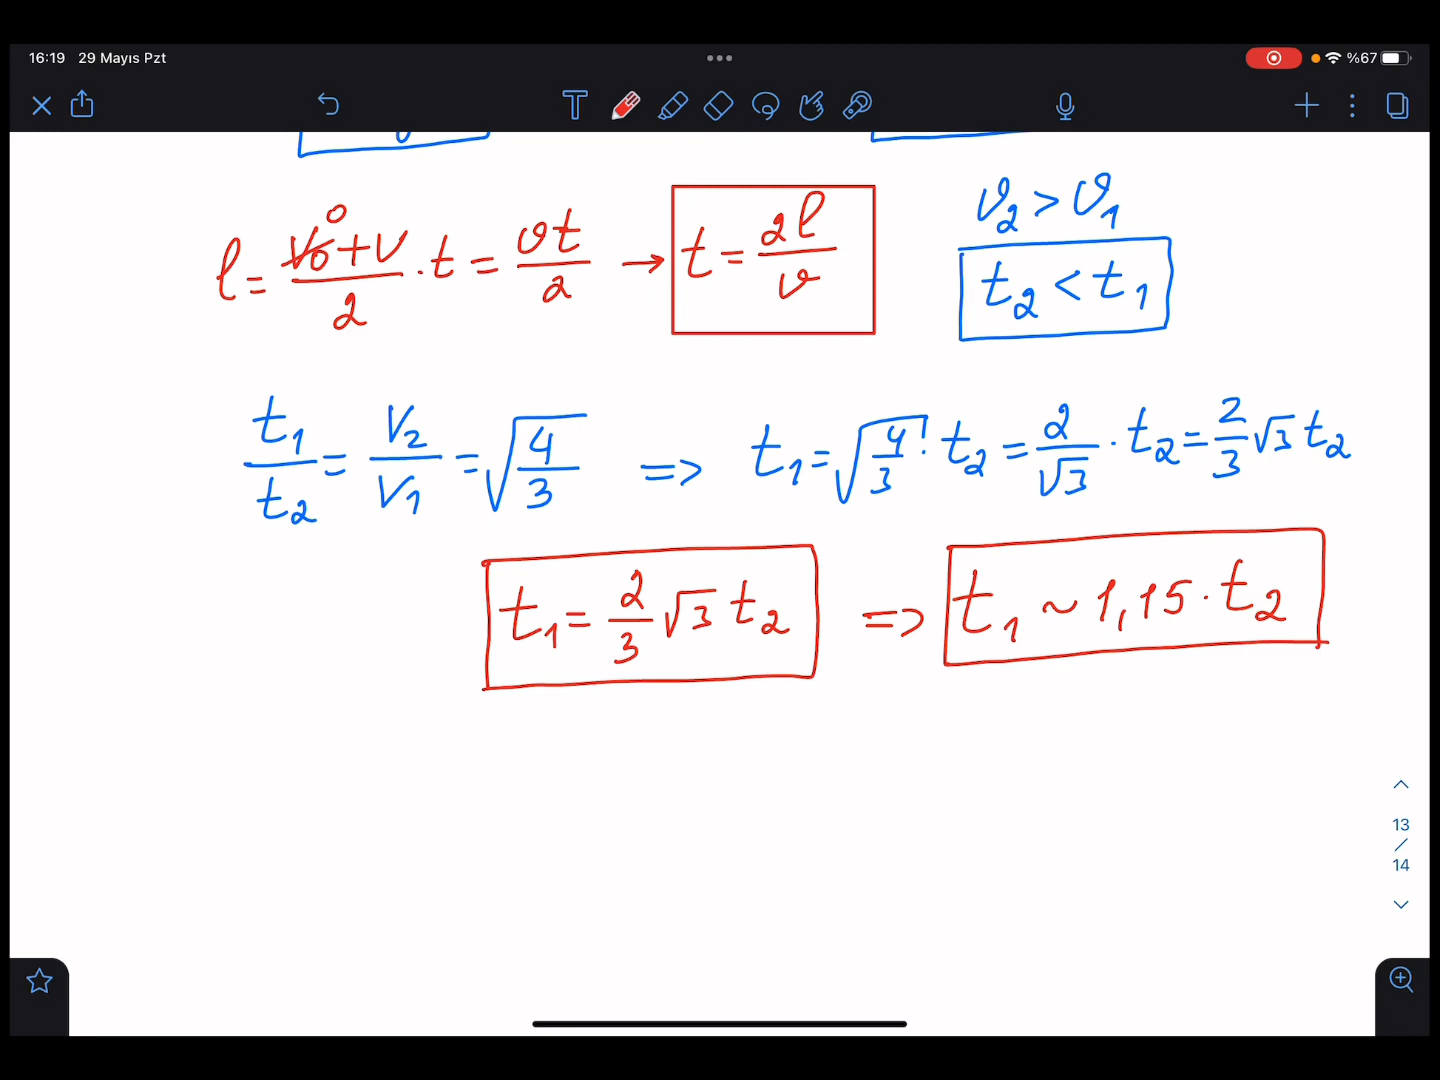 16:19 29 Mayıs Pzt %67
l = (V₀+V)/2 · t = vt/2 → t = 2l/v
0
v₂ > v₁
t₂ < t₁
t₁/t₂ = V₂/V₁ = √(4/3) => t₁ = √(4/3) t₂ = 2/√3 · t₂ = 2/3 √3 t₂
t₁ = 2/3 √3 t₂ => t₁ ~ 1,15 · t₂
13
/
14